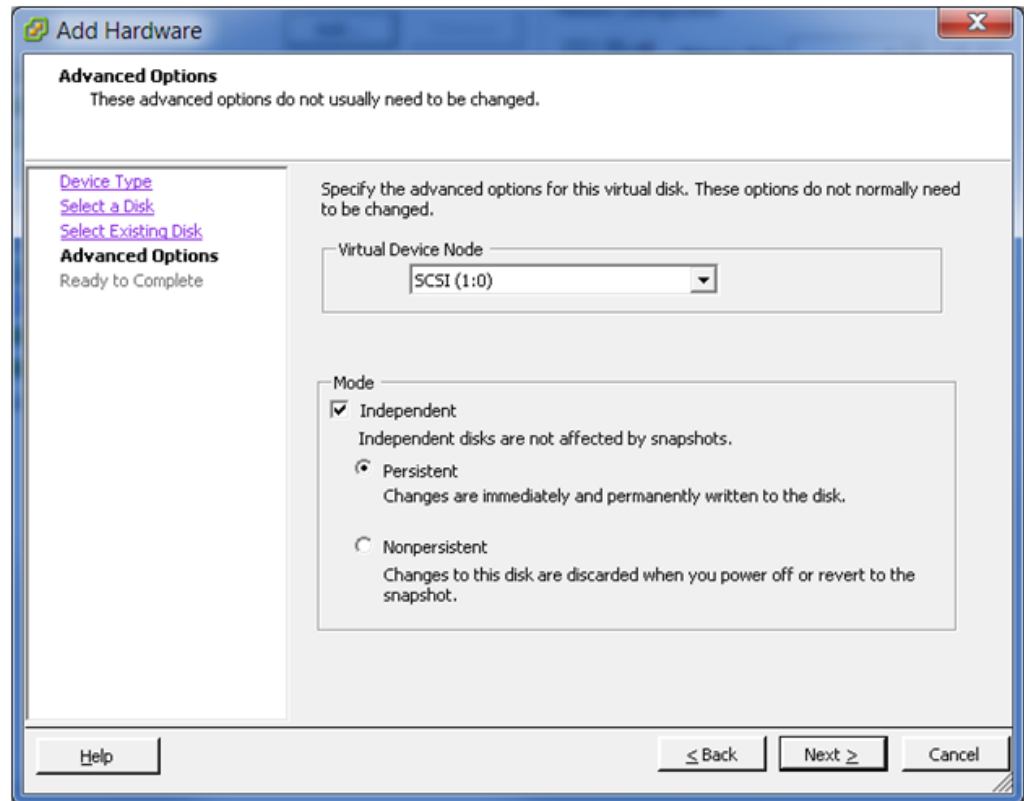 Add Hardware
Advanced Options
These advanced options do not usually need to be changed.
Device Type
Select a Disk
Select Existing Disk
Advanced Options
Ready to Complete
Specify the advanced options for this virtual disk. These options do not normally need
to be changed.
Virtual Device Node
SCSI (1:0)
Mode
Independent
Independent disks are not affected by snapshots.
Persistent
Changes are immediately and permanently written to the disk.
Nonpersistent
Changes to this disk are discarded when you power off or revert to the
snapshot.
Help
< Back
Next >
Cancel